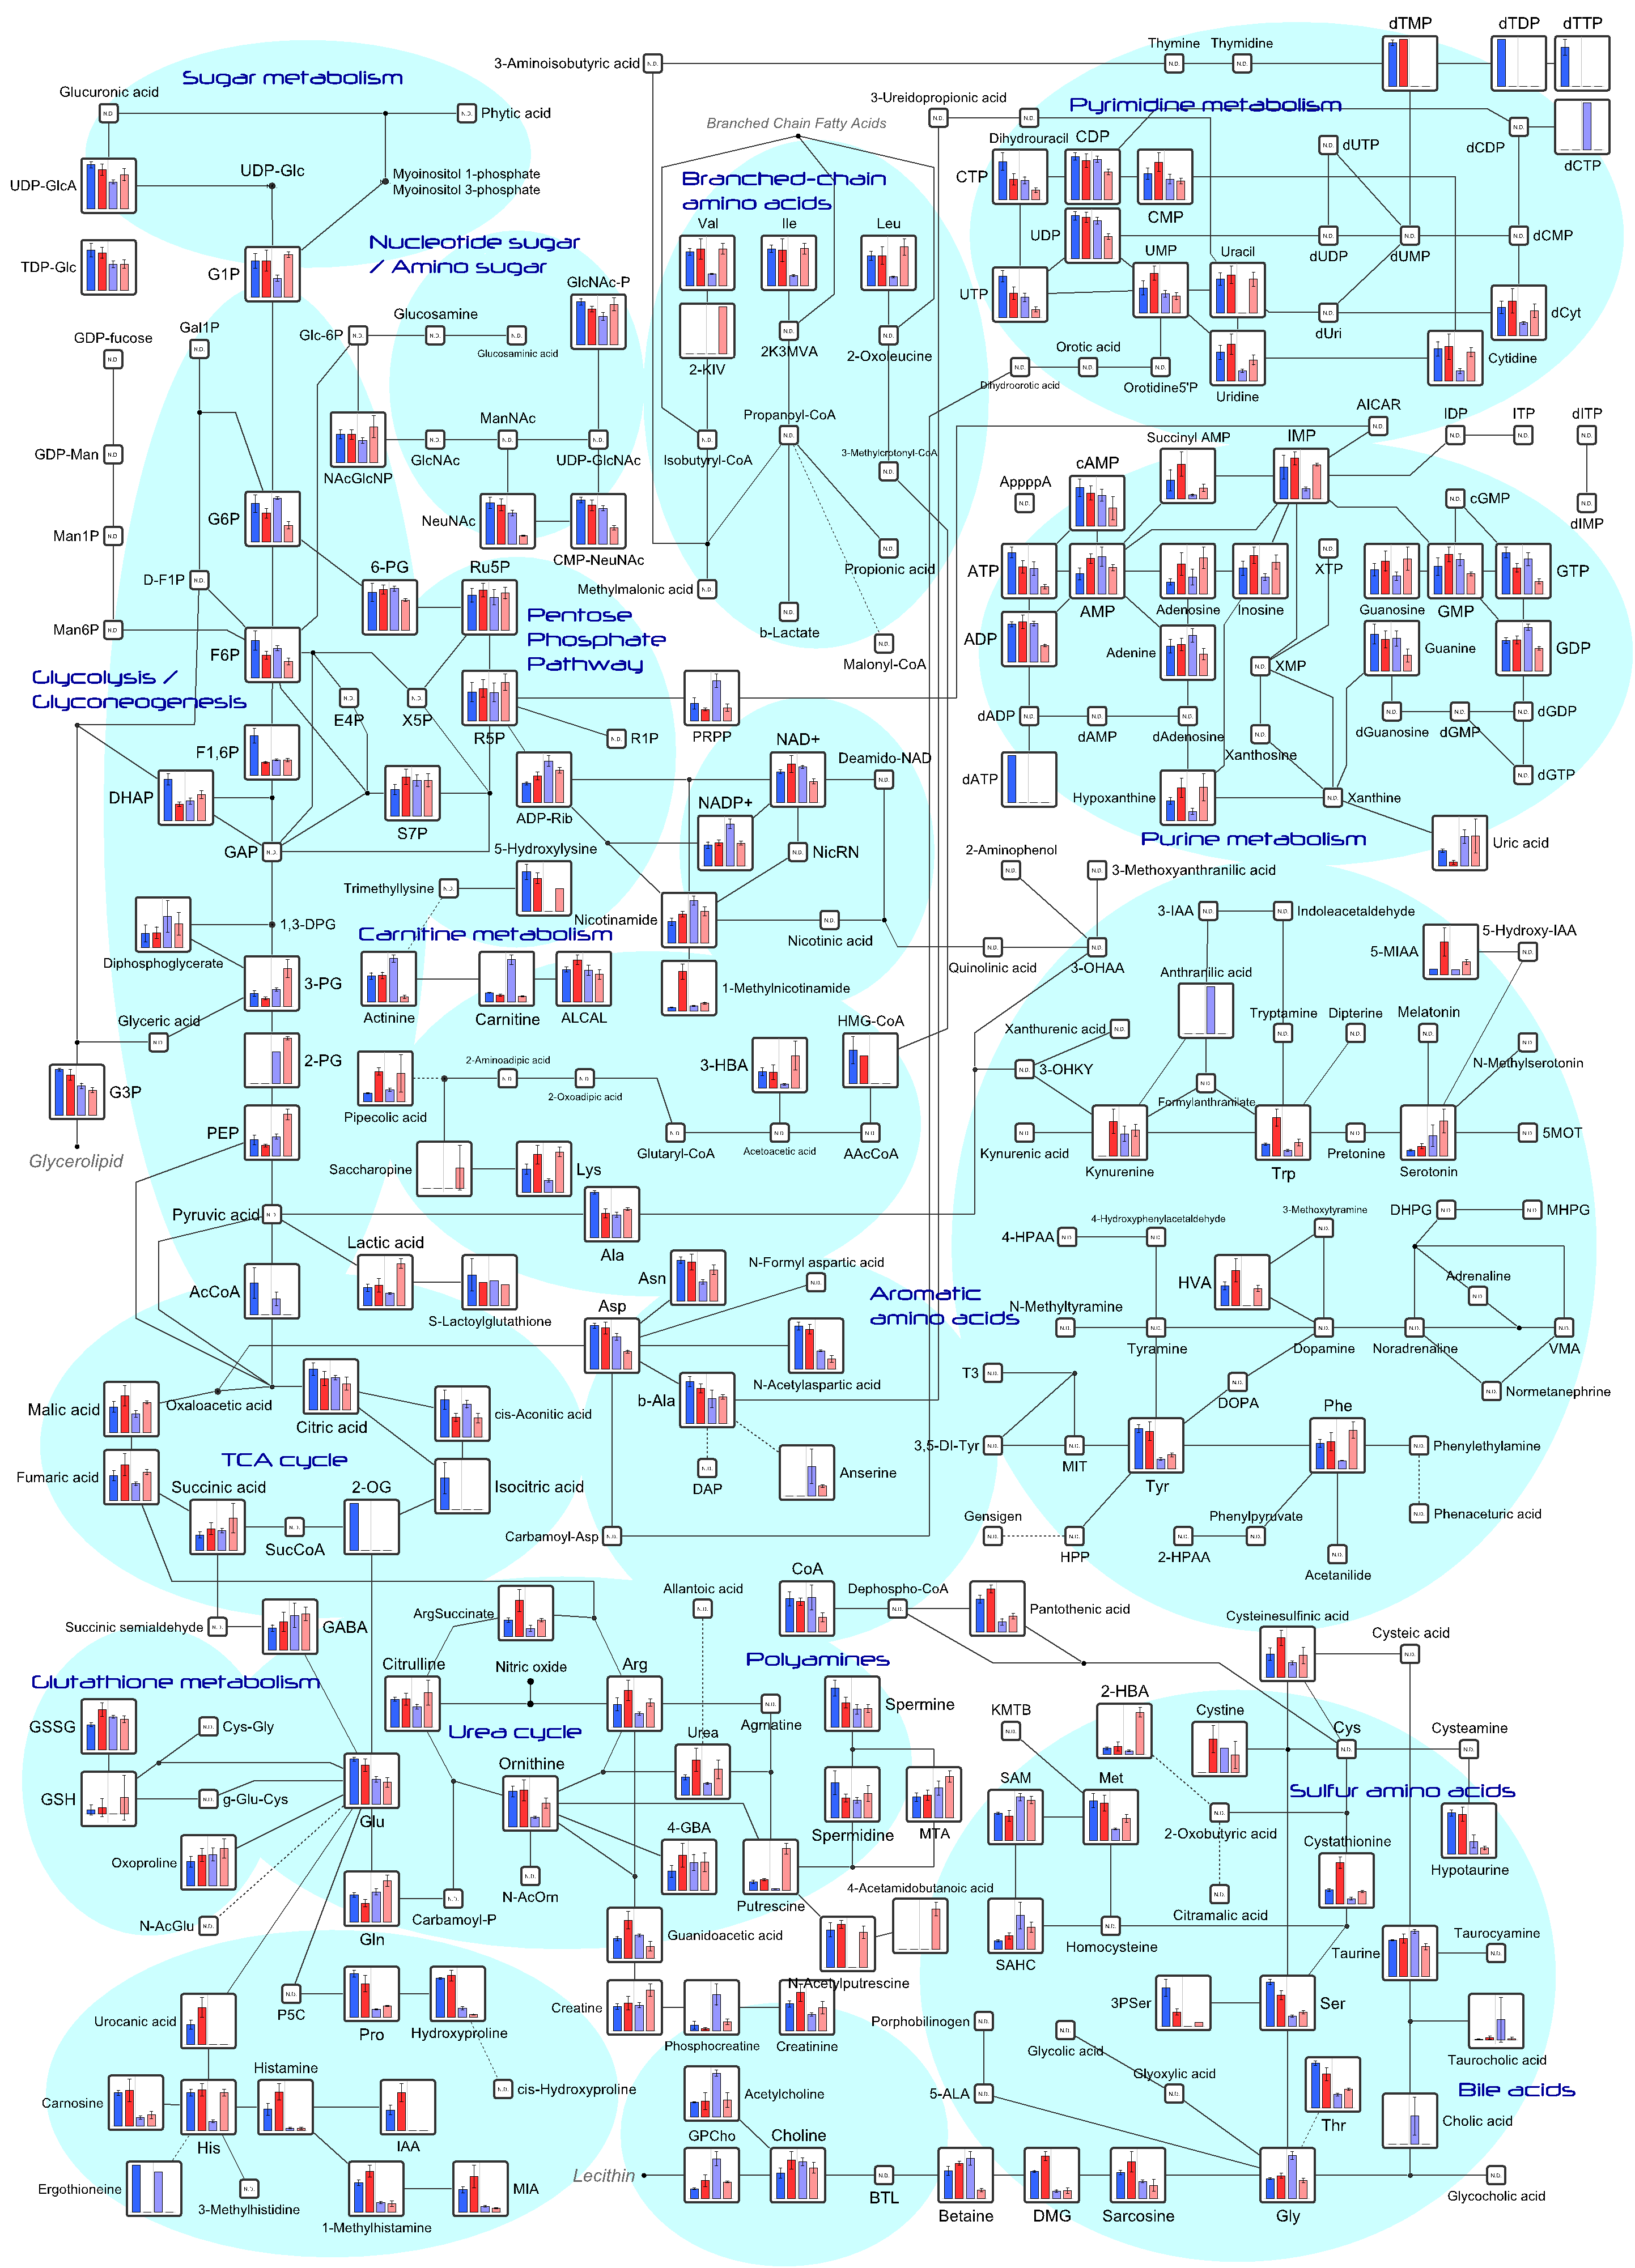 dTMP
dTDP
dTTP
Thymine
Thymidine
3-Aminoisobutyric acid
N.D.
N.D.
N.D.
Sugar metabolism
Glucuronic acid
N.D.
N.D.
Phytic acid
3-Ureidopropionic acid
N.D.
N.D.
Pyrimidine metabolism
Branched Chain Fatty Acids
Dihydrouracil
CDP
dUTP
dCDP
dCTP
UDP-GlcA
UDP-Glc
Myoinositol 1-phosphate
Myoinositol 3-phosphate
Branched-chain
amino acids
CTP
CMP
Val
Ile
Leu
UDP
dUDP
dUMP
dCMP
Nucleotide sugar
/ Amino sugar
TDP-Glc
G1P
GlcNAc-P
UMP
Uracil
UTP
dUri
dCyt
Gal1P
Glc-6P
Glucosamine
Glucosaminic acid
GDP-fucose
2-KIV
2K3MVA
2-Oxoleucine
Orotic acid
Dihydroorotic acid
Orotidine5'P
Uridine
Cytidine
AICAR
IDP
ITP
dITP
Propanoyl-CoA
ManNAc
GDP-Man
NAcGlcNP
GlcNAc
UDP-GlcNAc
Isobutyryl-CoA
3-Methylcrotonyl-CoA
Succinyl AMP
IMP
cAMP
AppppA
cGMP
dIMP
G6P
NeuNAc
CMP-NeuNAc
Man1P
Propionic acid
Methylmalonic acid
b-Lactate
Malonyl-CoA
ATP
AMP
Adenosine
Inosine
XTP
Guanosine
GMP
GTP
D-F1P
6-PG
Ru5P
Pentose
Phosphate
Pathway
Man6P
F6P
ADP
Adenine
XMP
Guanine
GDP
Glycolysis /
Glyconeogenesis
E4P
X5P
R5P
R1P
PRPP
dADP
dAMP
dAdenosine
Xanthosine
dGuanosine
dGMP
dGDP
F1,6P
NAD+
Deamido-NAD
dATP
dGTP
DHAP
S7P
ADP-Rib
NADP+
Hypoxanthine
Xanthine
Purine metabolism
Uric acid
GAP
5-Hydroxylysine
NicRN
2-Aminophenol
3-Methoxyanthranilic acid
Trimethyllysine
Nicotinamide
Nicotinic acid
3-IAA
Indoleacetaldehyde
1,3-DPG
Carnitine metabolism
5-Hydroxy-IAA
5-MIAA
Diphosphoglycerate
Quinolinic acid
3-OHAA
3-PG
Actinine
Carnitine
ALCAL
1-Methylnicotinamide
Anthranilic acid
Tryptamine
Dipterine
Melatonin
Glyceric acid
HMG-CoA
Xanthurenic acid
2-PG
2-Aminoadipic acid
3-HBA
3-OHKY
N-Methylserotonin
G3P
Pipecolic acid
2-Oxoadipic acid
Formylanthranilate
PEP
Glutaryl-CoA
Acetoacetic acid
AAcCoA
Kynurenic acid
Kynurenine
Trp
Pretonine
Serotonin
5MOT
Glycerolipid
Saccharopine
Lys
Pyruvic acid
Ala
4-Hydroxyphenylacetaldehyde
4-HPAA
3-Methoxytyramine
DHPG
MHPG
Lactic acid
AcCoA
S-Lactoylglutathione
Asn
N-Formyl aspartic acid
Aromatic
amino acids
HVA
Adrenaline
N-Methyltyramine
Asp
N-Acetylaspartic acid
Tyramine
Dopamine
Noradrenaline
VMA
T3
Normetanephrine
Malic acid
Oxaloacetic acid
Citric acid
cis-Aconitic acid
b-Ala
DOPA
Phe
TCA cycle
3,5-DI-Tyr
MIT
Tyr
Phenylethylamine
Fumaric acid
Succinic acid
2-OG
Isocitric acid
DAP
Anserine
SucCoA
Carbamoyl-Asp
Gensigen
HPP
Phenylpyruvate
2-HPAA
Acetanilide
Phenaceturic acid
CoA
Dephospho-CoA
Pantothenic acid
Allantoic acid
ArgSuccinate
Succinic semialdehyde
GABA
Cysteinesulfinic acid
Cysteic acid
Glutathione metabolism
Citrulline
Nitric oxide
Arg
Polyamines
GSSG
Cys-Gly
Urea cycle
Urea
Agmatine
Spermine
KMTB
2-HBA
Cystine
Cys
Cysteamine
GSH
g-Glu-Cys
Glu
Ornithine
SAM
Met
Sulfur amino acids
Oxoproline
4-GBA
Spermidine
MTA
2-Oxobutyric acid
Cystathionine
Hypotaurine
N-AcOrn
Putrescine
4-Acetamidobutanoic acid
N-AcGlu
Gln
Carbamoyl-P
Guanidoacetic acid
Citramalic acid
SAHC
Homocysteine
Taurine
Taurocyamine
N-Acetylputrescine
P5C
Pro
Hydroxyproline
Creatine
Phosphocreatine
Creatinine
Urocanic acid
Porphobilinogen
3PSer
Ser
Glycolic acid
Taurocholic acid
Histamine
cis-Hydroxyproline
Acetylcholine
5-ALA
Glyoxylic acid
Bile acids
Carnosine
His
IAA
GPCho
Choline
Thr
Cholic acid
Ergothioneine
3-Methylhistidine
1-Methylhistamine
MIA
Lecithin
BTL
Betaine
DMG
Sarcosine
Gly
Glycocholic acid